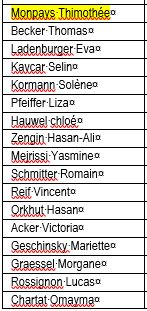 Monpays Thimothée
Becker Thomas
Ladenburger Eva
Kavcar Selin
Kormann Solène
Pfeiffer Liza
Hauwel chloé
Zengin Hasan-Ali
Mejrissi Yasmine
Schmitter Romain
Reif Vincent
Orkhut Hasan
Acker Victoria
Geschinsky Mariette
Graessel Morgane
Rossignon Lucas
Chartat Omayma